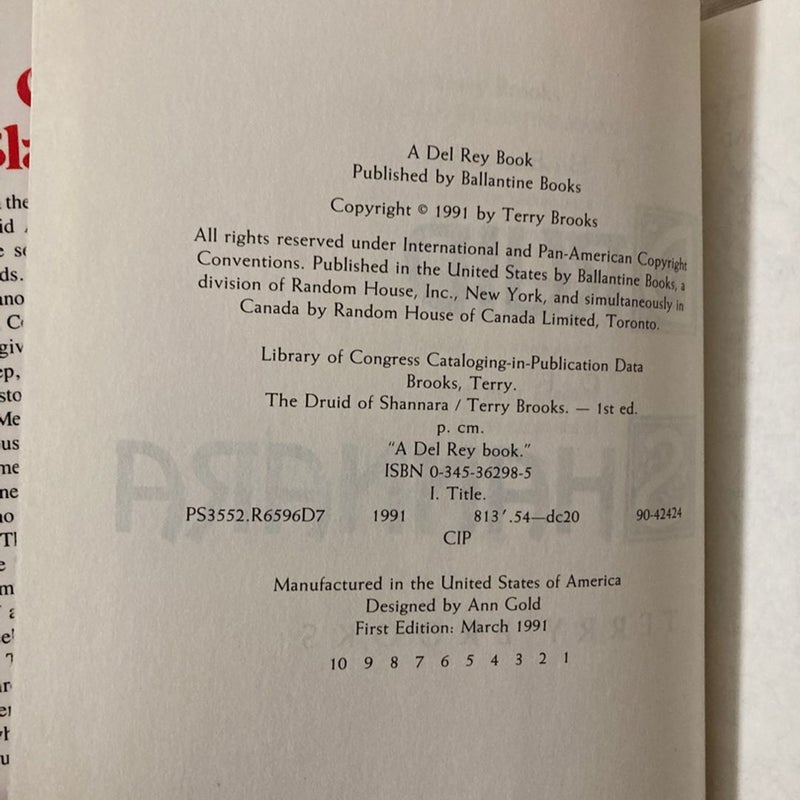 A Del Rey Book
Published by Ballantine Books
Copyright © 1991 by Terry Brooks
All rights reserved under International and Pan-American Copyright
Conventions. Published in the United States by Ballantine Books, a
division of Random House, Inc., New York, and simultaneously in
Canada by Random House of Canada Limited, Toronto.
Library of Congress Cataloging-in-Publication Data
Brooks, Terry.
The Druid of Shannara / Terry Brooks. — 1st ed.
p. cm.
"A Del Rey book."
ISBN 0-345-36298-5
I. Title.
PS3552.R6596D7 1991 813'.54—dc20 90-42424
CIP
Manufactured in the United States of America
Designed by Ann Gold
First Edition: March 1991
10 9 8 7 6 5 4 3 2 1